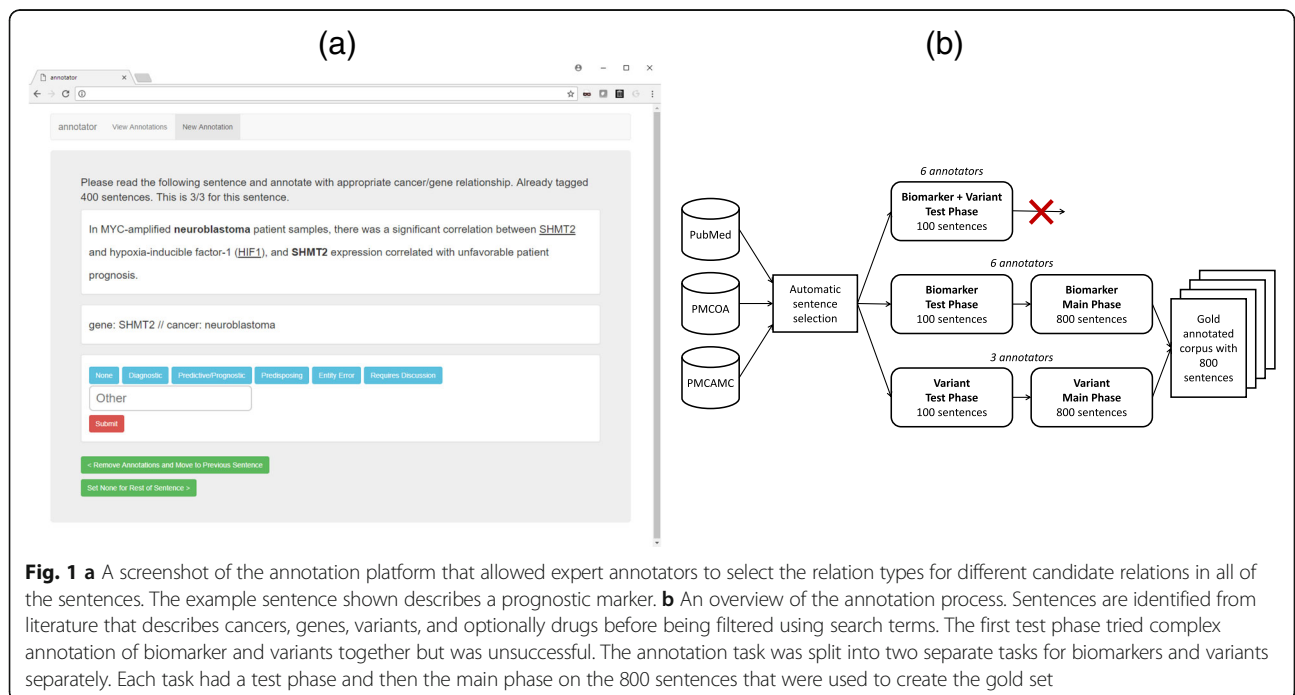 (a)
(b)
annotator
annotator View Annotations New Annotation
Please read the following sentence and annotate with appropriate cancer/gene relationship. Already tagged
400 sentences. This is 3/3 for this sentence.
In MYC-amplified neuroblastoma patient samples, there was a significant correlation between SHMT2
and hypoxia-inducible factor-1 (HIF1), and SHMT2 expression correlated with unfavorable patient
prognosis.
gene: SHMT2 // cancer: neuroblastoma
None Diagnostic Predictive/Prognostic Predisposing Entity Error Requires Discussion
Other
Submit
< Remove Annotations and Move to Previous Sentence
Set None for Rest of Sentence >
PubMed
PMCOA
PMCAMC
Automatic
sentence
selection
6 annotators
Biomarker + Variant
Test Phase
100 sentences
6 annotators
Biomarker
Test Phase
100 sentences
Biomarker
Main Phase
800 sentences
3 annotators
Variant
Test Phase
100 sentences
Variant
Main Phase
800 sentences
Gold
annotated
corpus with
800
sentences
Fig. 1 a A screenshot of the annotation platform that allowed expert annotators to select the relation types for different candidate relations in all of
the sentences. The example sentence shown describes a prognostic marker. b An overview of the annotation process. Sentences are identified from
literature that describes cancers, genes, variants, and optionally drugs before being filtered using search terms. The first test phase tried complex
annotation of biomarker and variants together but was unsuccessful. The annotation task was split into two separate tasks for biomarkers and variants
separately. Each task had a test phase and then the main phase on the 800 sentences that were used to create the gold set